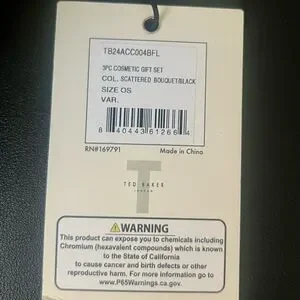 TB24ACC004BFL
3PC COSMETIC GIFT SET
COL. SCATTERED BOUQUET/BLACK
SIZE OS
VAR.
8 40443 61266 4
RN#169791 Made in China
T
TED BAKER
LONDON
⚠WARNING
This product can expose you to chemicals including
Chromium (hexavalent compounds) which is known
to the State of California
to cause cancer and birth defects or other
reproductive harm. For more information go to
www.P65Warnings.ca.gov.